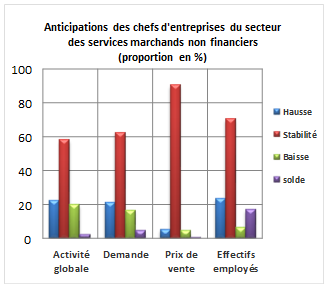 Anticipations des chefs d'entreprises du secteur
des services marchands non financiers
(proportion en %)
100
80
60
40
20
0
Activité
globale
Demande
Prix de
vente
Effectifs
employés
Hausse
Stabilité
Baisse
solde